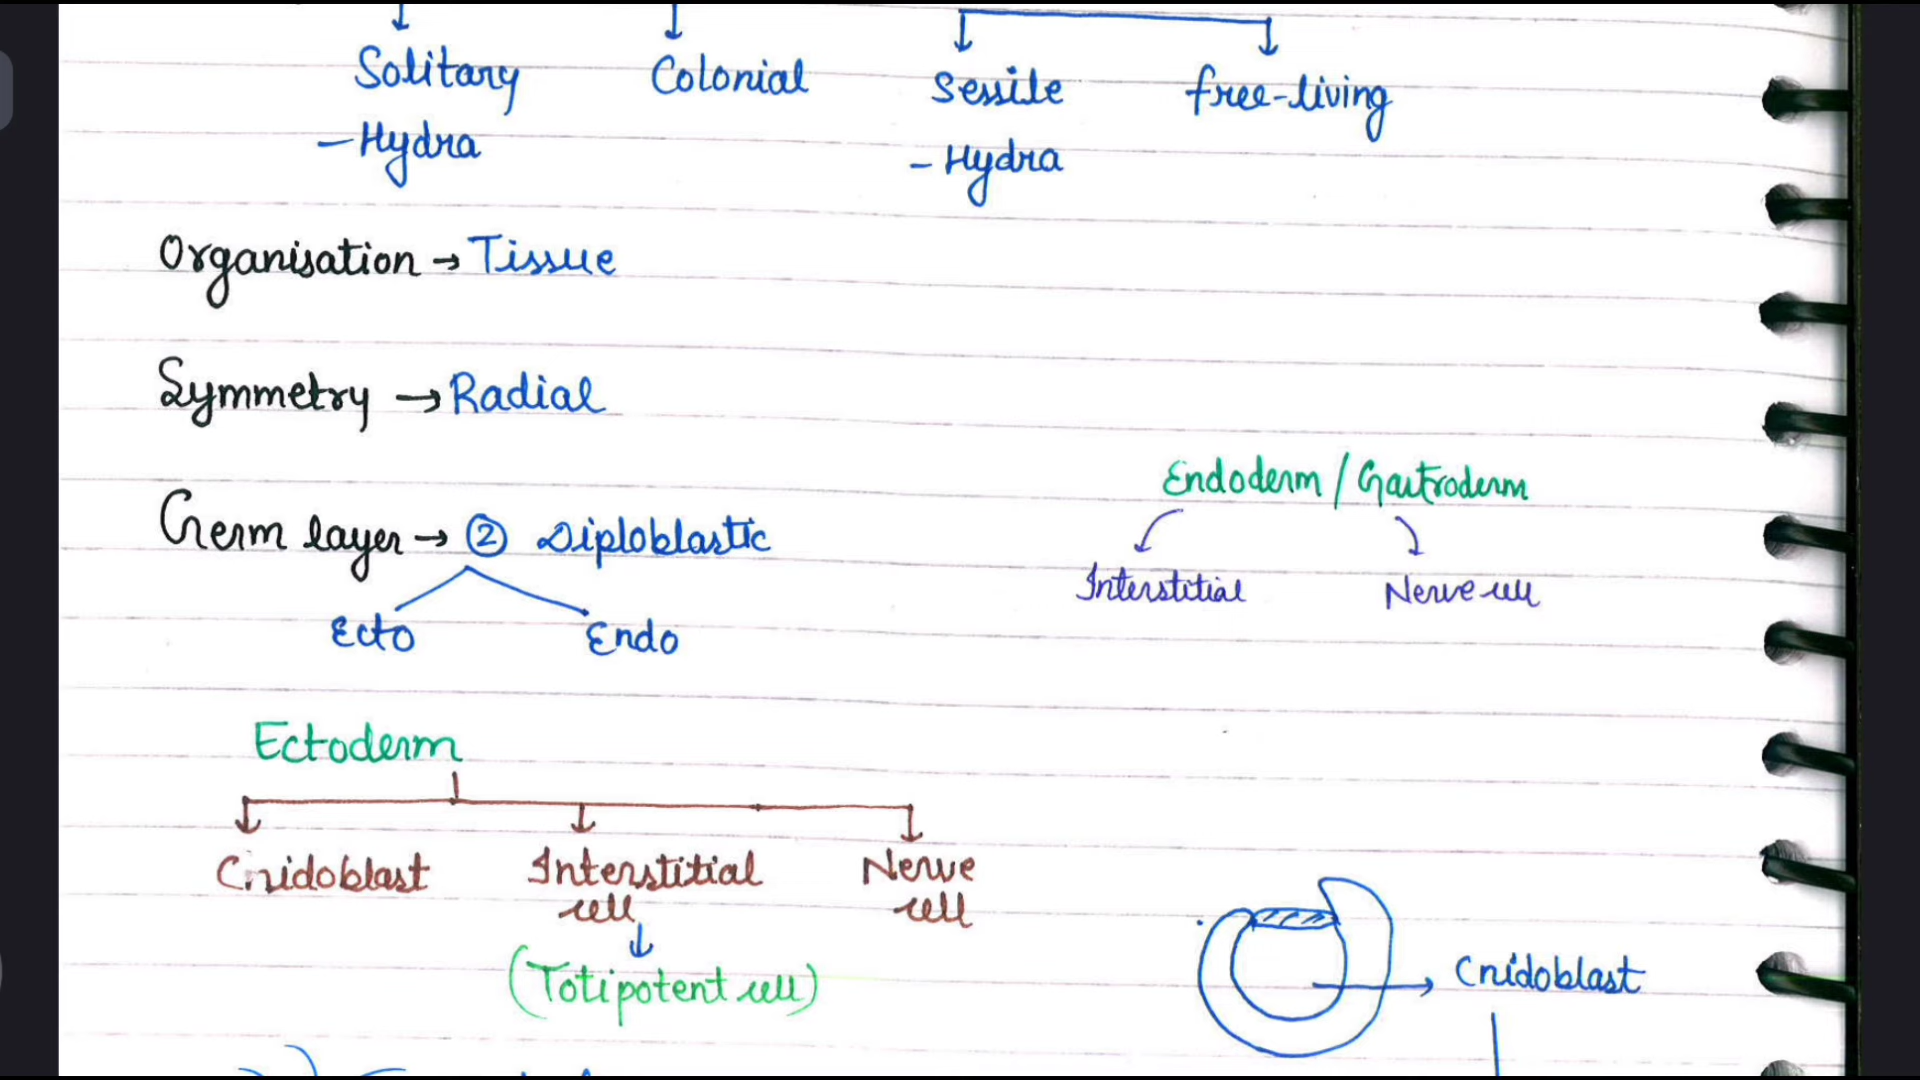 Solitary Colonial Sessile free-living
- Hydra - Hydra
Organisation → Tissue
Symmetry → Radial
Endoderm / Gastroderm
Germ layer → ② Diploblastic
Interstitial Nerve cell
Ecto Endo
Ectoderm
Cnidoblast Interstitial cell Nerve cell
(Totipotent cell)
Cnidoblast